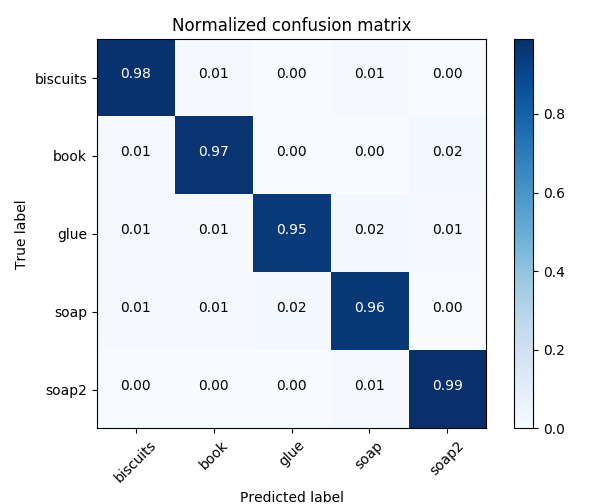 Normalized confusion matrix
True label
biscuits 0.98 0.01 0.00 0.01 0.00
book 0.01 0.97 0.00 0.00 0.02
glue 0.01 0.01 0.95 0.02 0.01
soap 0.01 0.01 0.02 0.96 0.00
soap2 0.00 0.00 0.00 0.01 0.99
biscuits book glue soap soap2
Predicted label
0.8
0.6
0.4
0.2
0.0